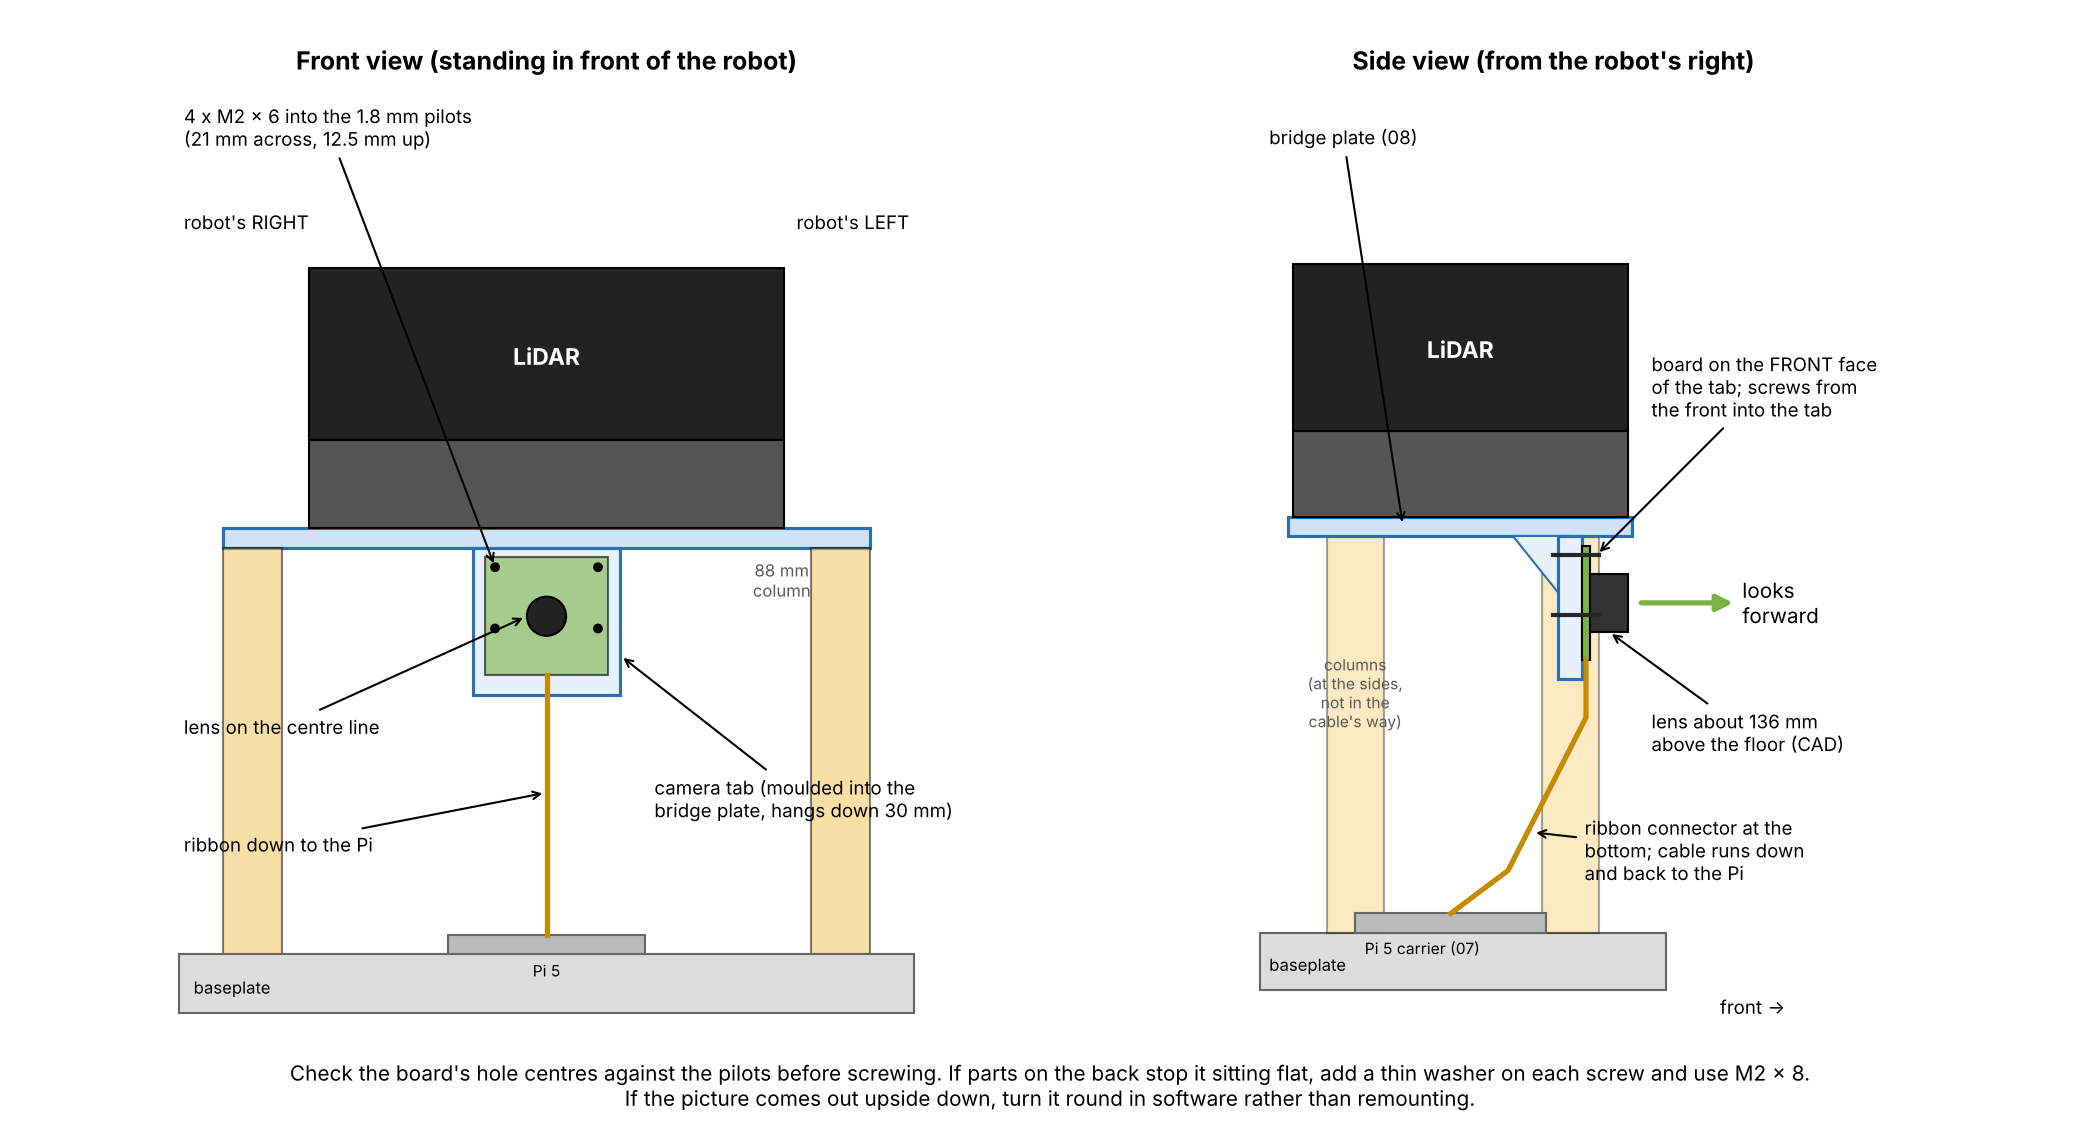 Front view (standing in front of the robot)
4 x M2 × 6 into the 1.8 mm pilots
(21 mm across, 12.5 mm up)
robot's RIGHT
robot's LEFT
LiDAR
88 mm
column
lens on the centre line
camera tab (moulded into the
bridge plate, hangs down 30 mm)
ribbon down to the Pi
Pi 5
baseplate
Side view (from the robot's right)
bridge plate (08)
LiDAR
board on the FRONT face
of the tab; screws from
the front into the tab
looks
forward
columns
(at the sides,
not in the
cable's way)
lens about 136 mm
above the floor (CAD)
ribbon connector at the
bottom; cable runs down
and back to the Pi
Pi 5 carrier (07)
baseplate
front →
Check the board's hole centres against the pilots before screwing. If parts on the back stop it sitting flat, add a thin washer on each screw and use M2 × 8.
If the picture comes out upside down, turn it round in software rather than remounting.